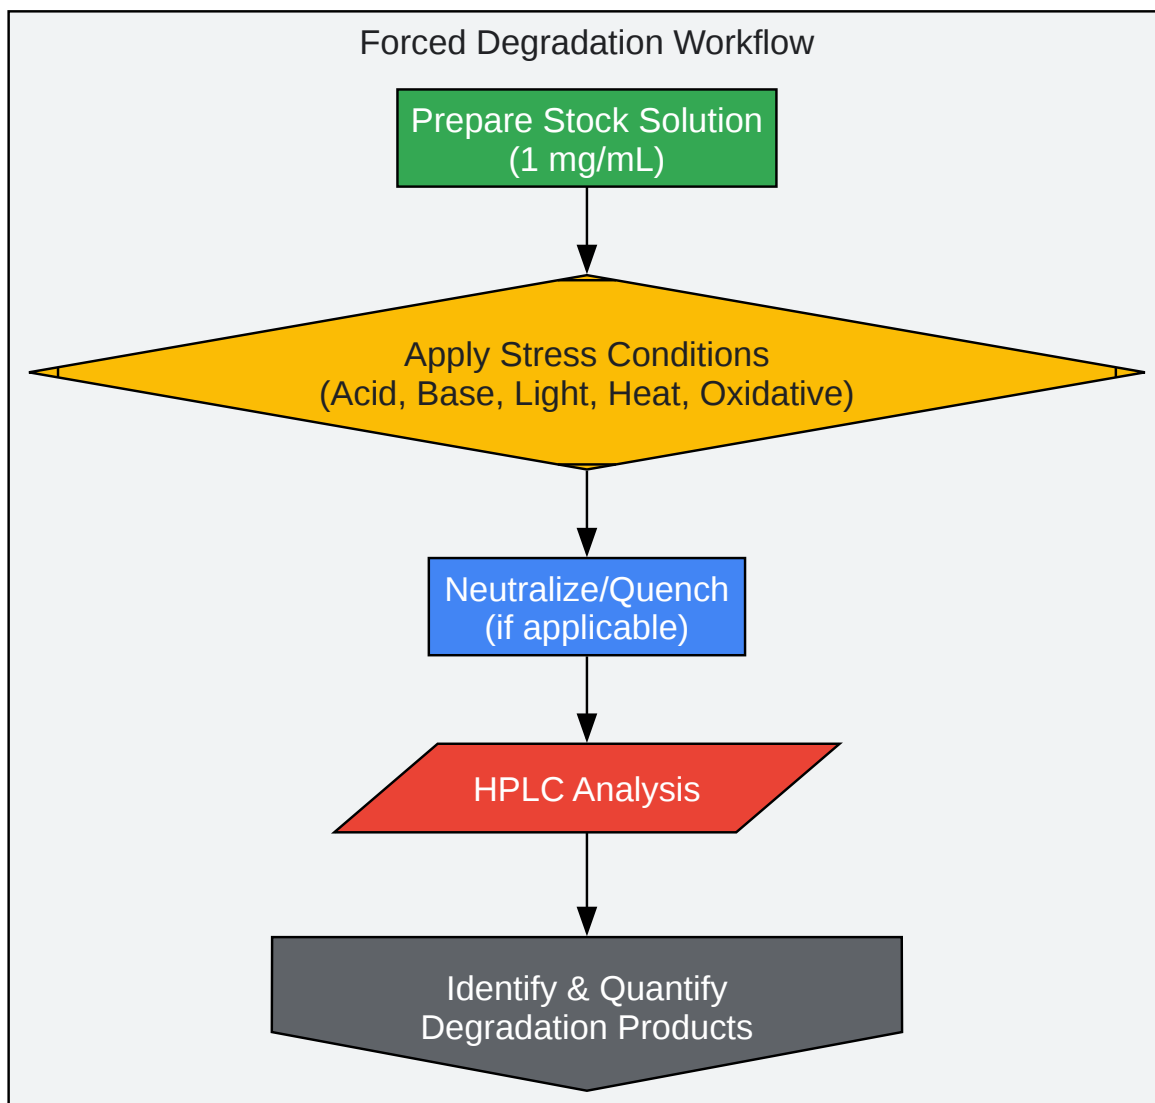 Forced Degradation Workflow
Prepare Stock Solution
(1 mg/mL)
Apply Stress Conditions
(Acid, Base, Light, Heat, Oxidative)
Neutralize/Quench
(if applicable)
HPLC Analysis
Identify & Quantify
Degradation Products